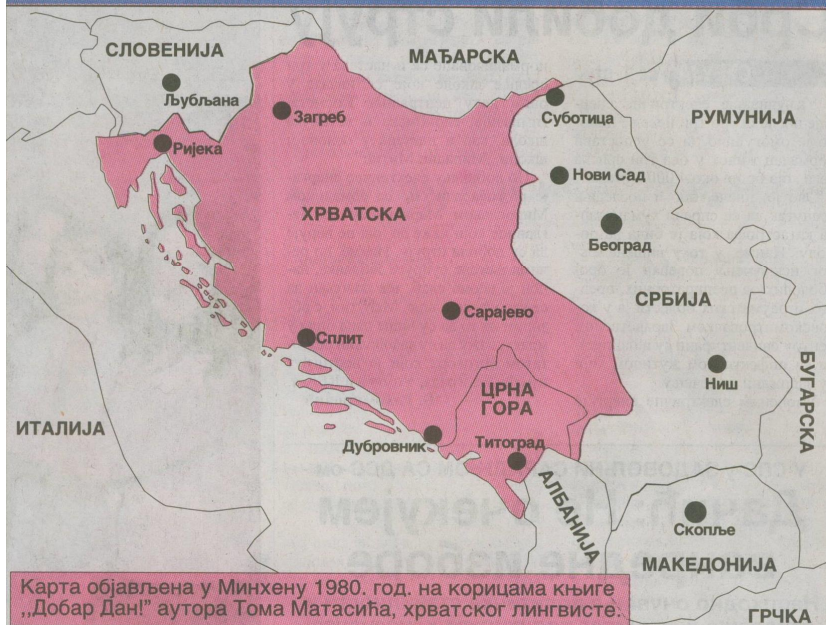 СЛОВЕНИЈА
МАЂАРСКА
Љубљана
Загреб
Суботица
РУМУНИЈА
Ријека
Нови Сад
ХРВАТСКА
Београд
СРБИЈА
Сарајево
Сплит
ЦРНА
ГОРА
Ниш
БУГАРСКА
ИТАЛИЈА
Дубровник
Титоград
АЛБАНИЈА
Скопље
МАКЕДОНИЈА
ГРЧКА
Карта објављена у Минхену 1980. год. на корицама књиге
,,Добар Дан!” аутора Тома Матасића, хрватског лингвисте.